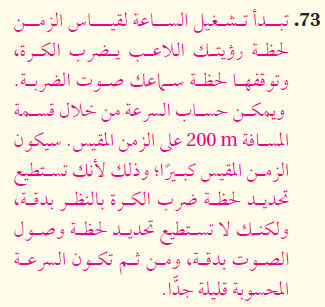 73. تبدأ تشغيل الساعة لقياس الزمن
لحظة رؤيتك اللاعب يضرب الكرة،
وتوقفها لحظة سماعك صوت الضربة.
ويمكن حساب السرعة من خلال قسمة
المسافة 200 m على الزمن المقيس. سيكون
الزمن المقيس كبيرًا؛ وذلك لأنك تستطيع
تحديد لحظة ضرب الكرة بالنظر بدقة،
ولكنك لا تستطيع تحديد لحظة وصول
الصوت بدقة، ومن ثم تكون السرعة
المحسوبة قليلة جدًّا.